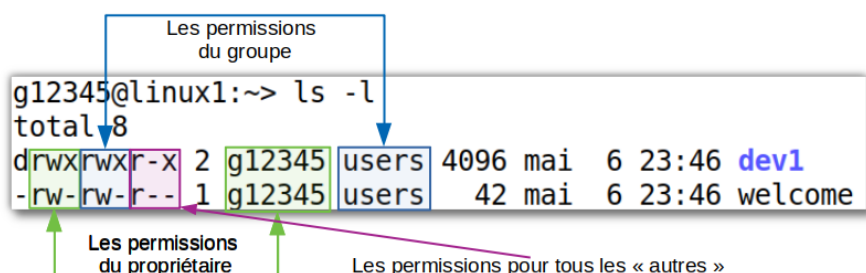 Les permissions
du groupe
g12345@linux1:~> ls -l
total 8
drwxrwxr-x 2 g12345 users 4096 mai  6 23:46 dev1
-rw-rw-r-- 1 g12345 users   42 mai  6 23:46 welcome
Les permissions
du propriétaire
Les permissions pour tous les « autres »